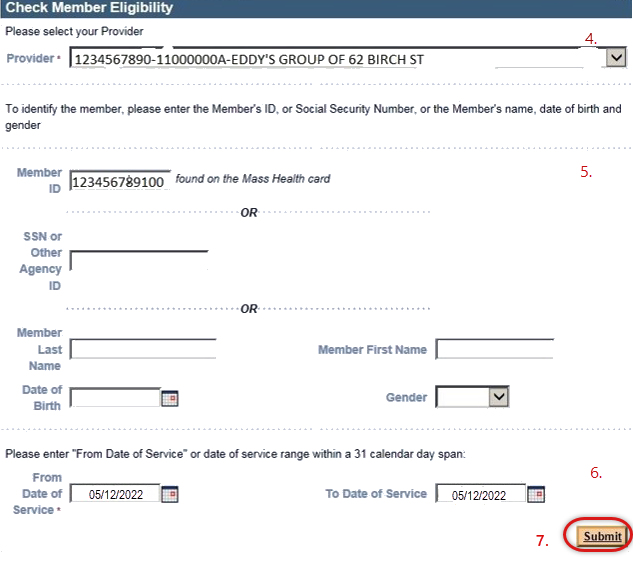 Check Member Eligibility
Please select your Provider
4.
Provider * 1234567890-11000000A-EDDY'S GROUP OF 62 BIRCH ST
To identify the member, please enter the Member's ID, or Social Security Number, or the Member's name, date of birth and
gender
5.
Member
ID
123456789100 found on the Mass Health card
OR
SSN or
Other
Agency
ID
OR
Member
Last
Name
Member First Name
Date of
Birth
Gender
Please enter "From Date of Service" or date of service range within a 31 calendar day span:
6.
From
Date of
Service *
05/12/2022
To Date of Service 05/12/2022
7. Submit